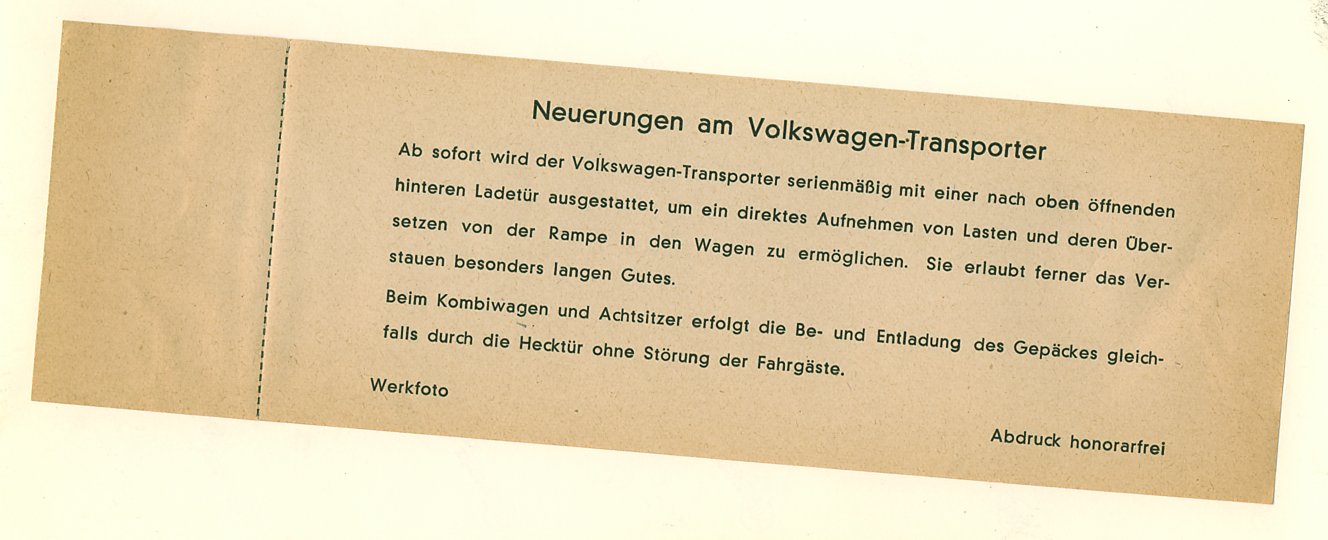 Neuerungen am Volkswagen-Transporter
Ab sofort wird der Volkswagen-Transporter serienmäßig mit einer nach oben öffnenden
hinteren Ladetür ausgestattet, um ein direktes Aufnehmen von Lasten und deren Über-
setzen von der Rampe in den Wagen zu ermöglichen. Sie erlaubt ferner das Ver-
stauen besonders langen Gutes.
Beim Kombiwagen und Achtsitzer erfolgt die Be- und Entladung des Gepäckes gleich-
falls durch die Hecktür ohne Störung der Fahrgäste.
Werkfoto
Abdruck honorarfrei